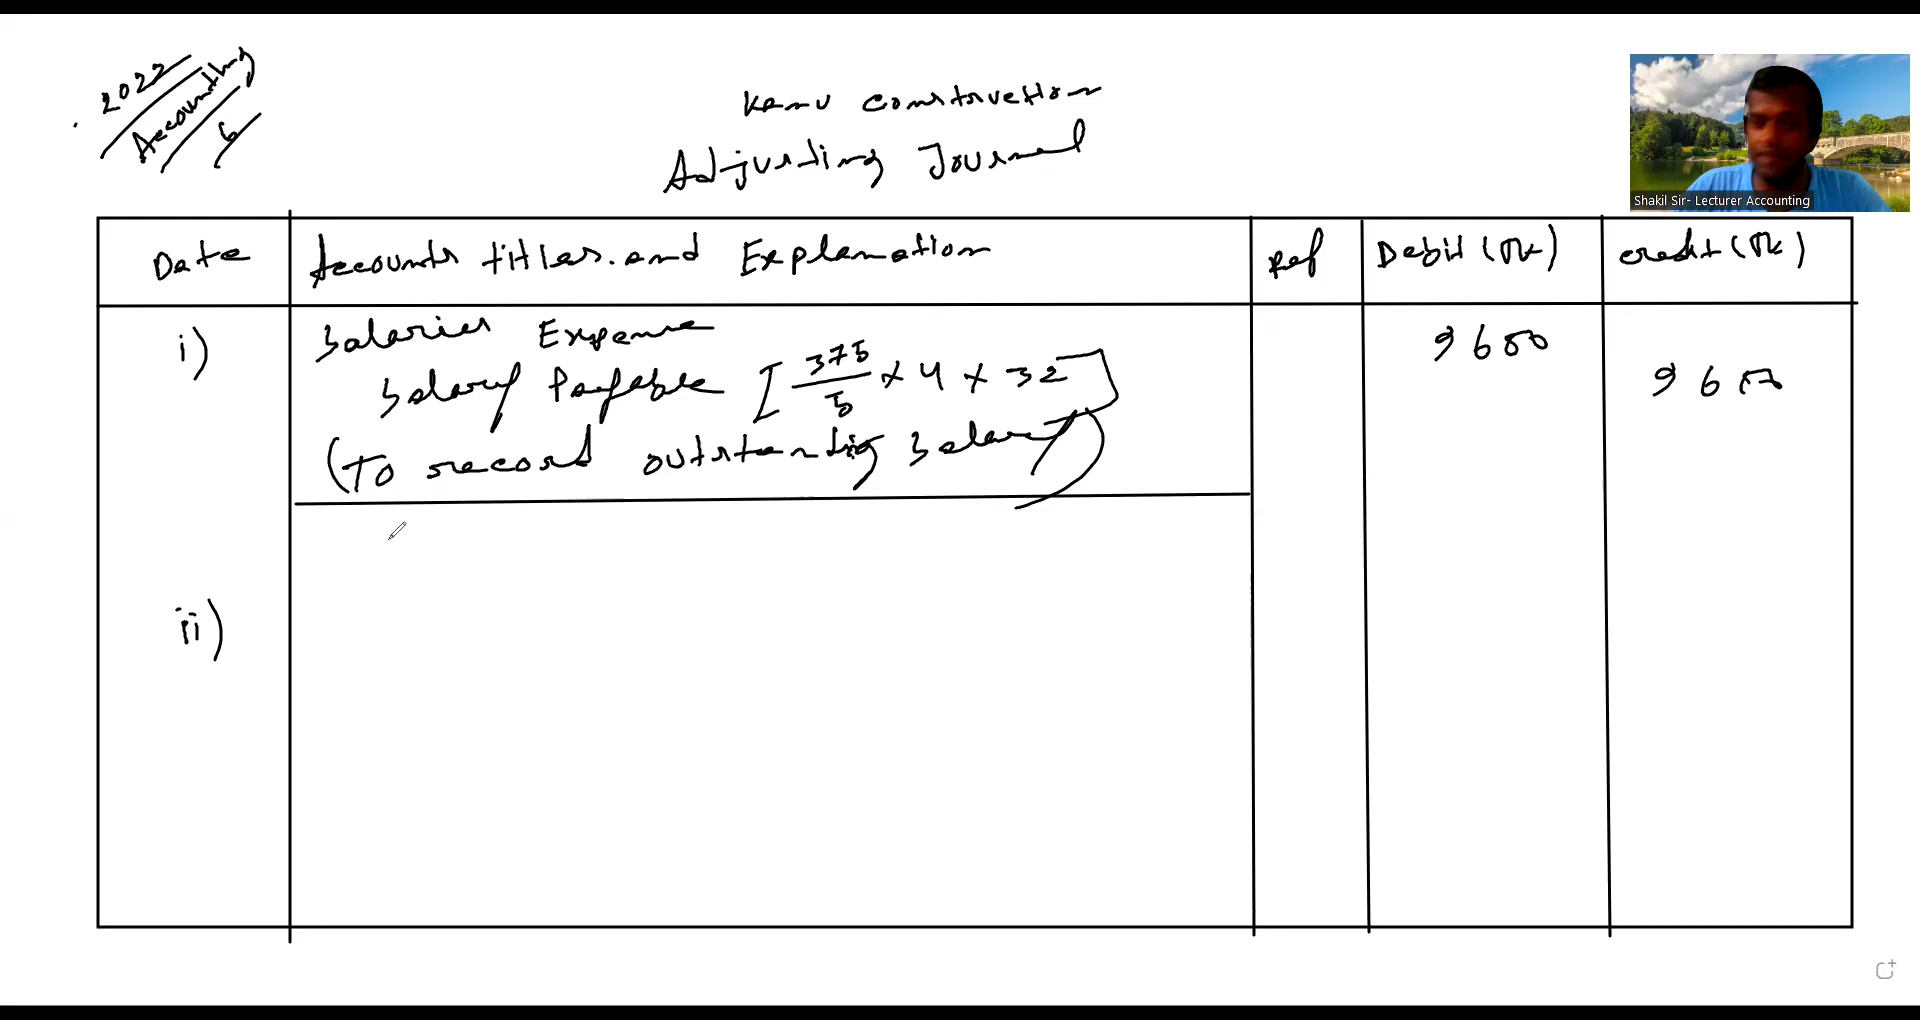 2022
Accounting
6
Kanu Construction
Adjusting Journal
Shakil Sir- Lecturer Accounting
Date Accounts titles and Explanation Ref Debit (TK) credit (TK)
i) Salaries Expense 9600
Salary Payable [375/5 × 4 × 32] 9600
(To record outstanding salary)
ii)